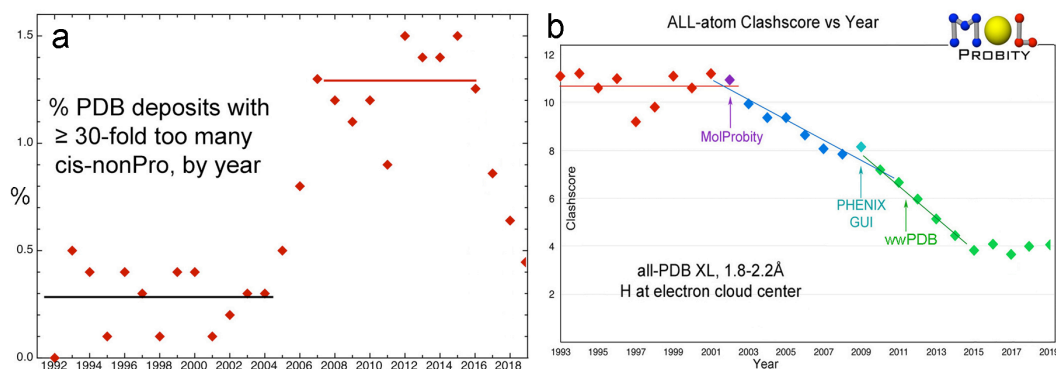 a
% PDB deposits with
≥ 30-fold too many
cis-nonPro, by year
%
1.5
1.0
0.5
0.0
1992 1994 1996 1998 2000 2002 2004 2006 2008 2010 2012 2014 2016 2018
b
ALL-atom Clashscore vs Year
MOL
PROBITY
Clashscore
12
10
8
6
4
2
MolProbity
PHENIX
GUI
wwPDB
all-PDB XL, 1.8-2.2Å
H at electron cloud center
1993 1995 1997 1999 2001 2003 2005 2007 2009 2011 2013 2015 2017 2019
Year